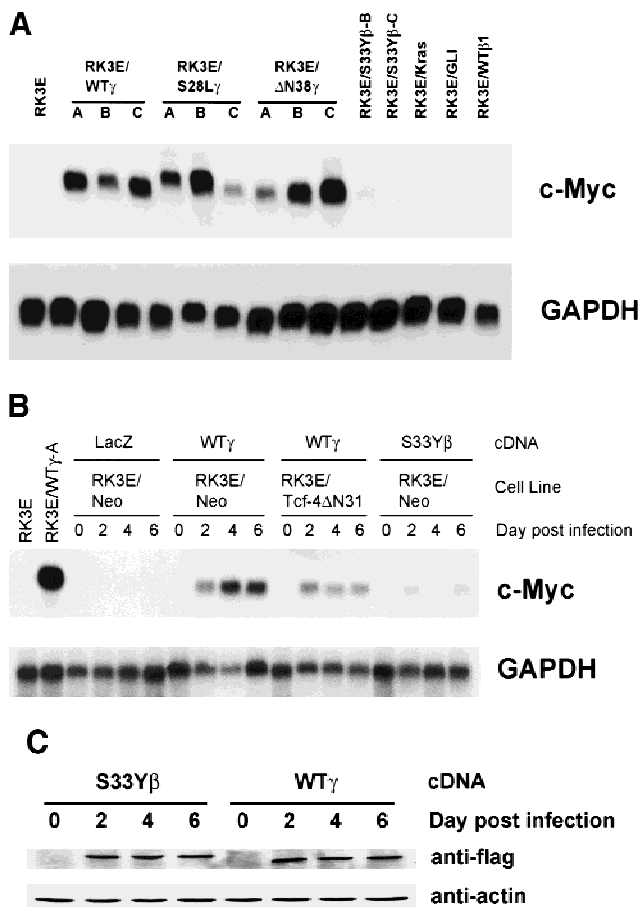 A
RK3E
RK3E/ WTγ
RK3E/ S28Lγ
RK3E/ ΔN38γ
RK3E/S33Yβ-B
RK3E/S33Yβ-C
RK3E/Kras
RK3E/GLI
RK3E/WTβ1
A B C A B C A B C
c-Myc
GAPDH
B
RK3E
RK3E/WTγ-A
LacZ WTγ WTγ S33Yβ cDNA
RK3E/ Neo RK3E/ Neo RK3E/ Tcf-4ΔN31 RK3E/ Neo Cell Line
0 2 4 6 0 2 4 6 0 2 4 6 0 2 4 6 Day post infection
c-Myc
GAPDH
C
S33Yβ WTγ cDNA
0 2 4 6 0 2 4 6 Day post infection
anti-flag
anti-actin